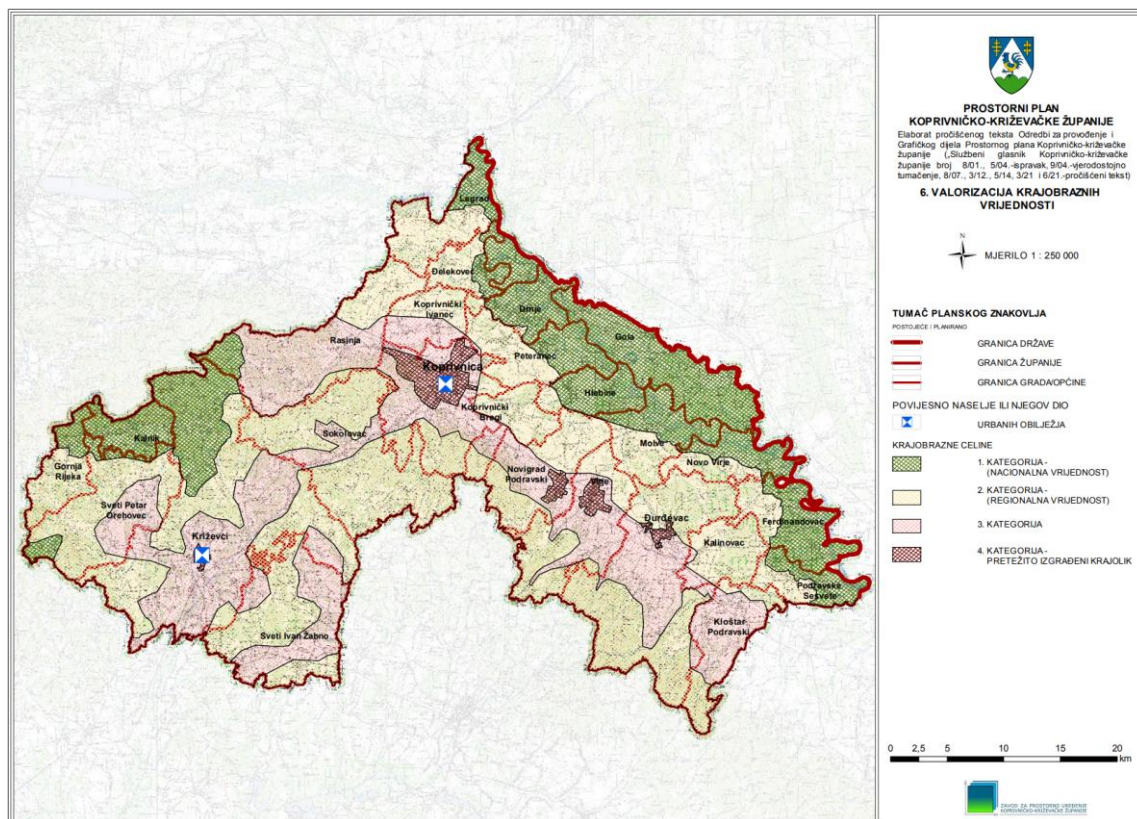 Legrad
Đelekovec
Koprivnički
Ivanec
Drnje
Rasinja
Gola
Peteranec
Koprivnica
Hlebine
Koprivnički
Bregi
Sokolovac
Kalnik
Molve
Gornja
Rijeka
Novo Virje
Novigrad
Podravski
Virje
Sveti Petar
Orehovec
Đurđevac
Ferdinandovac
Križevci
Kalinovac
Podravske
Sesvete
Kloštar
Podravski
Sveti Ivan Žabno
PROSTORNI PLAN
KOPRIVNIČKO-KRIŽEVAČKE ŽUPANIJE
Elaborat pročišćenog teksta Odredbi za provođenje i
Grafičkog dijela Prostornog plana Koprivničko-križevačke
županije („Službeni glasnik Koprivničko-križevačke
županije broj 8/01., 5/04.-ispravak, 9/04.-vjerodostojno
tumačenje, 8/07., 3/12., 5/14, 3/21 i 6/21.-pročišćeni tekst)
6. VALORIZACIJA KRAJOBRAZNIH
VRIJEDNOSTI
N
MJERILO 1 : 250 000
TUMAČ PLANSKOG ZNAKOVLJA
POSTOJEĆE / PLANIRANO
GRANICA DRŽAVE
GRANICA ŽUPANIJE
GRANICA GRADA/OPĆINE
POVIJESNO NASELJE ILI NJEGOV DIO
URBANIH OBILJEŽJA
KRAJOBRAZNE CELINE
1. KATEGORIJA -
(NACIONALNA VRIJEDNOST)
2. KATEGORIJA -
(REGIONALNA VRIJEDNOST)
3. KATEGORIJA
4. KATEGORIJA -
PRETEŽITO IZGRAĐENI KRAJOLIK
0 2,5 5 10 15 20
km
ZAVOD ZA PROSTORNO UREĐENJE
KOPRIVNIČKO-KRIŽEVAČKE ŽUPANIJE